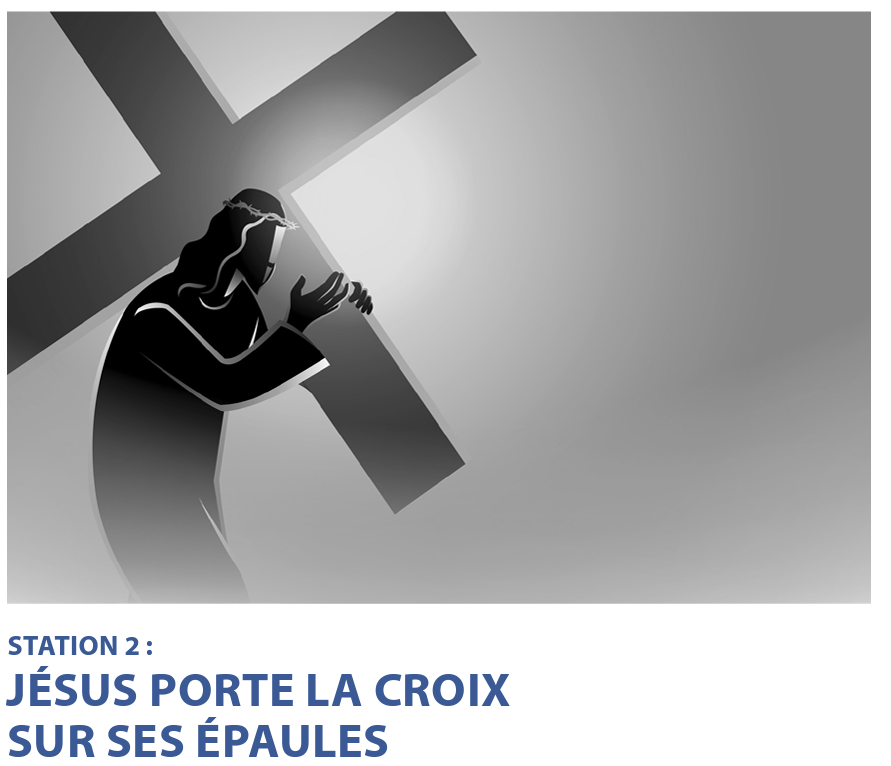 STATION 2 :
JÉSUS PORTE LA CROIX
SUR SES ÉPAULES